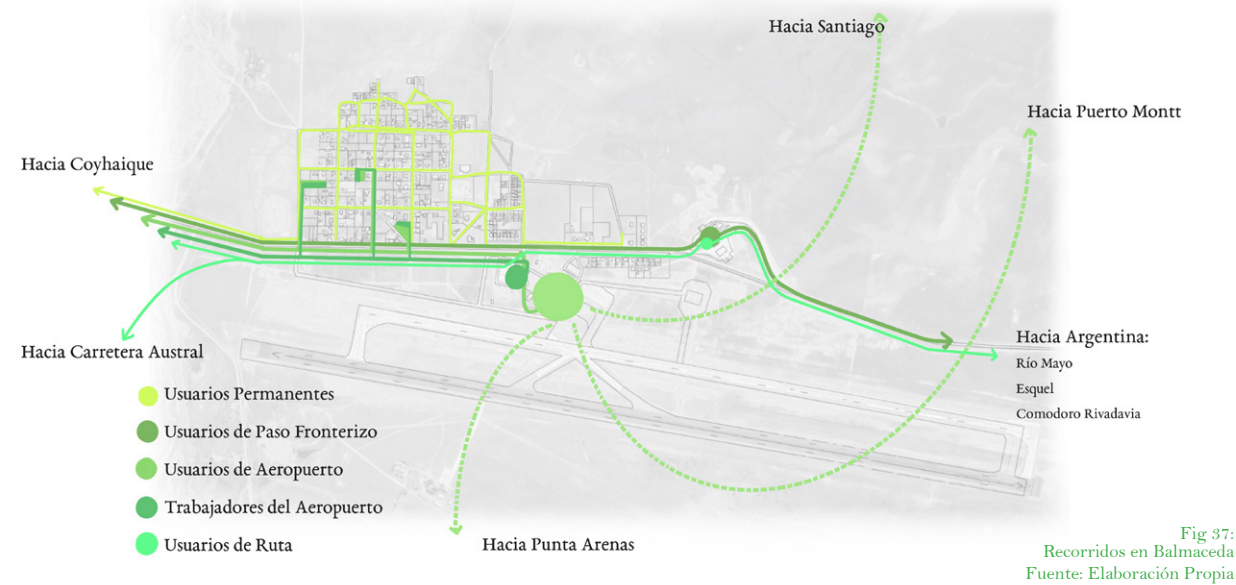 Hacia Santiago
Hacia Puerto Montt
Hacia Coyhaique
Hacia Argentina:
Río Mayo
Esquel
Comodoro Rivadavia
Hacia Carretera Austral
Usuarios Permanentes
Usuarios de Paso Fronterizo
Usuarios de Aeropuerto
Trabajadores del Aeropuerto
Usuarios de Ruta
Hacia Punta Arenas
Fig 37:
Recorridos en Balmaceda
Fuente: Elaboración Propia